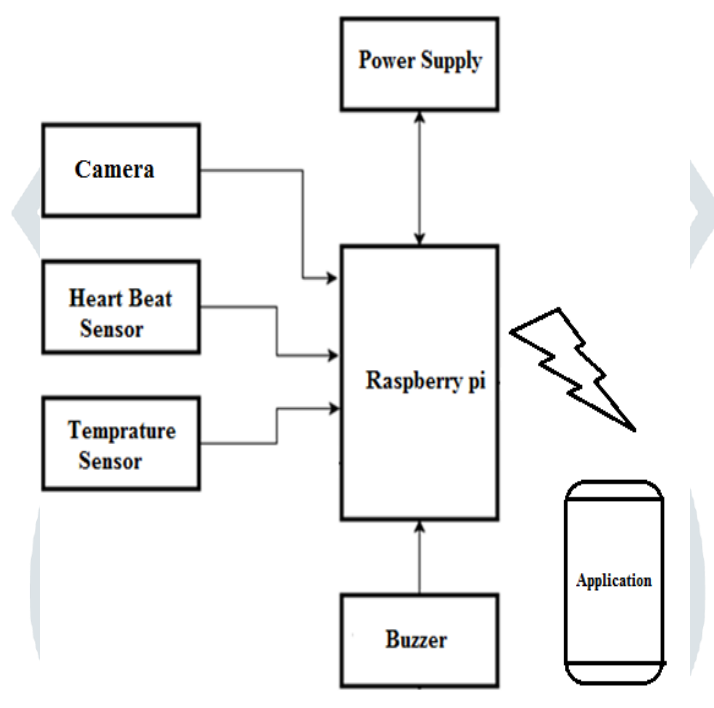 Power Supply
Camera
Heart Beat
Sensor
Raspberry pi
Temprature
Sensor
Application
Buzzer